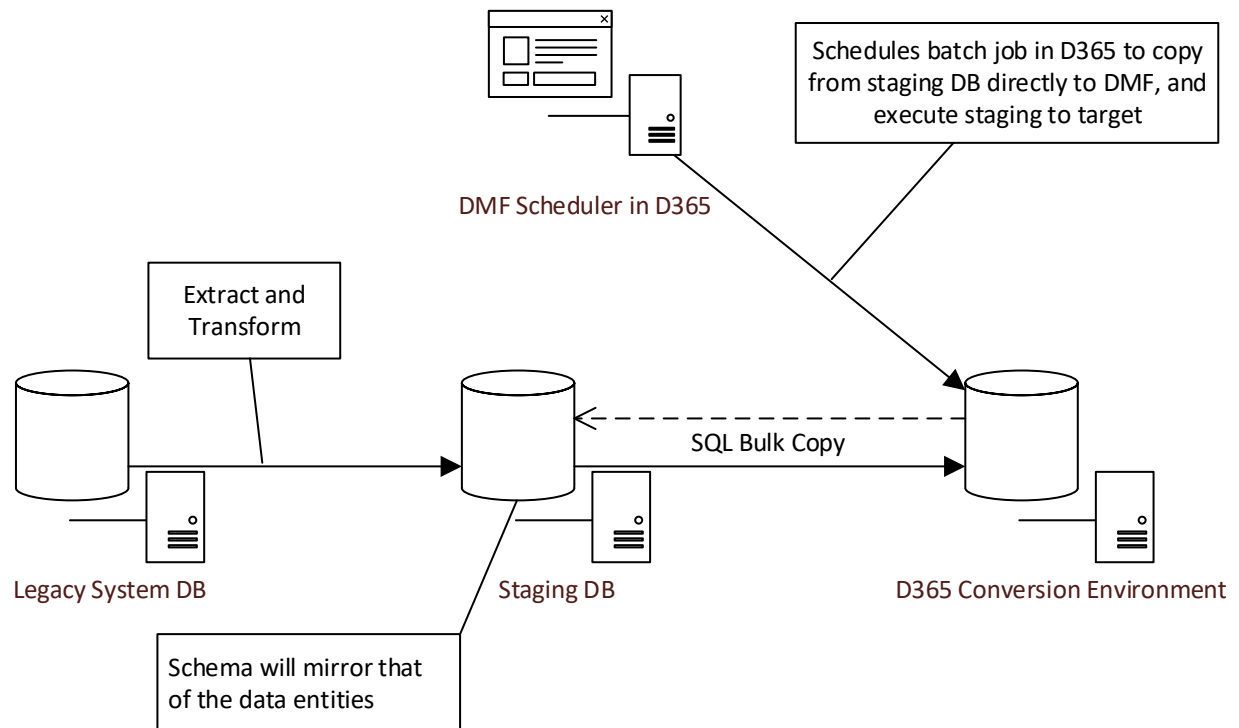 Schedules batch job in D365 to copy
from staging DB directly to DMF, and
execute staging to target
DMF Scheduler in D365
Extract and
Transform
SQL Bulk Copy
Legacy System DB
Staging DB
D365 Conversion Environment
Schema will mirror that
of the data entities